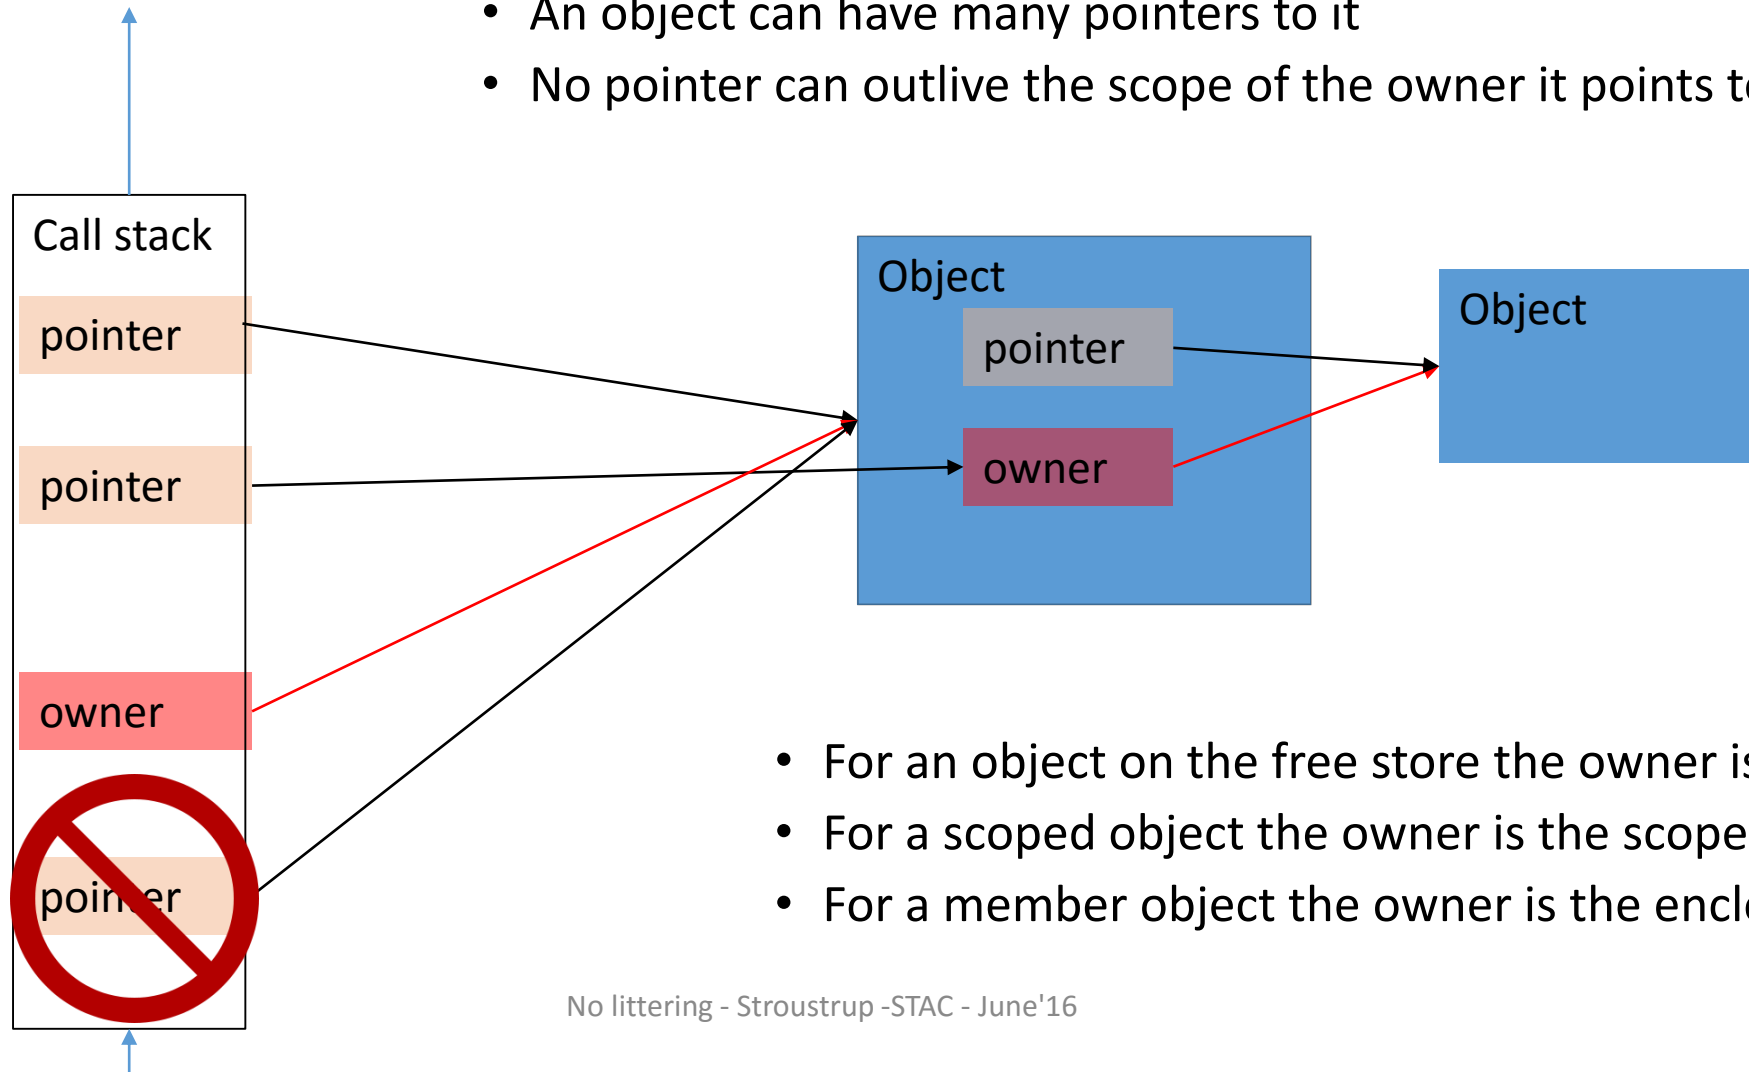 • An object can have many pointers to it
• No pointer can outlive the scope of the owner it points
Call stack
pointer
pointer
owner
pointer
Object
pointer
owner
Object
• For an object on the free store the owner is
• For a scoped object the owner is the scope
• For a member object the owner is the
No littering - Stroustrup -STAC - June'16